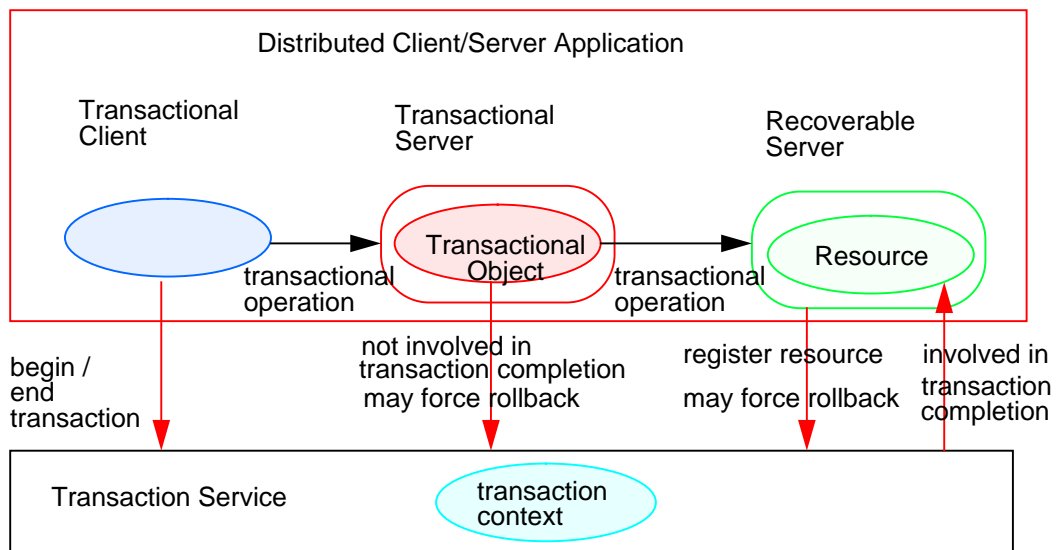 Distributed Client/Server Application
Transactional
Client
Transactional
Server
Recoverable
Server
Transactional
Object
Resource
transactional
operation
transactional
operation
begin /
end
transaction
not involved in
transaction completion
may force rollback
register resource
may force rollback
involved in
transaction
completion
Transaction Service
transaction
context